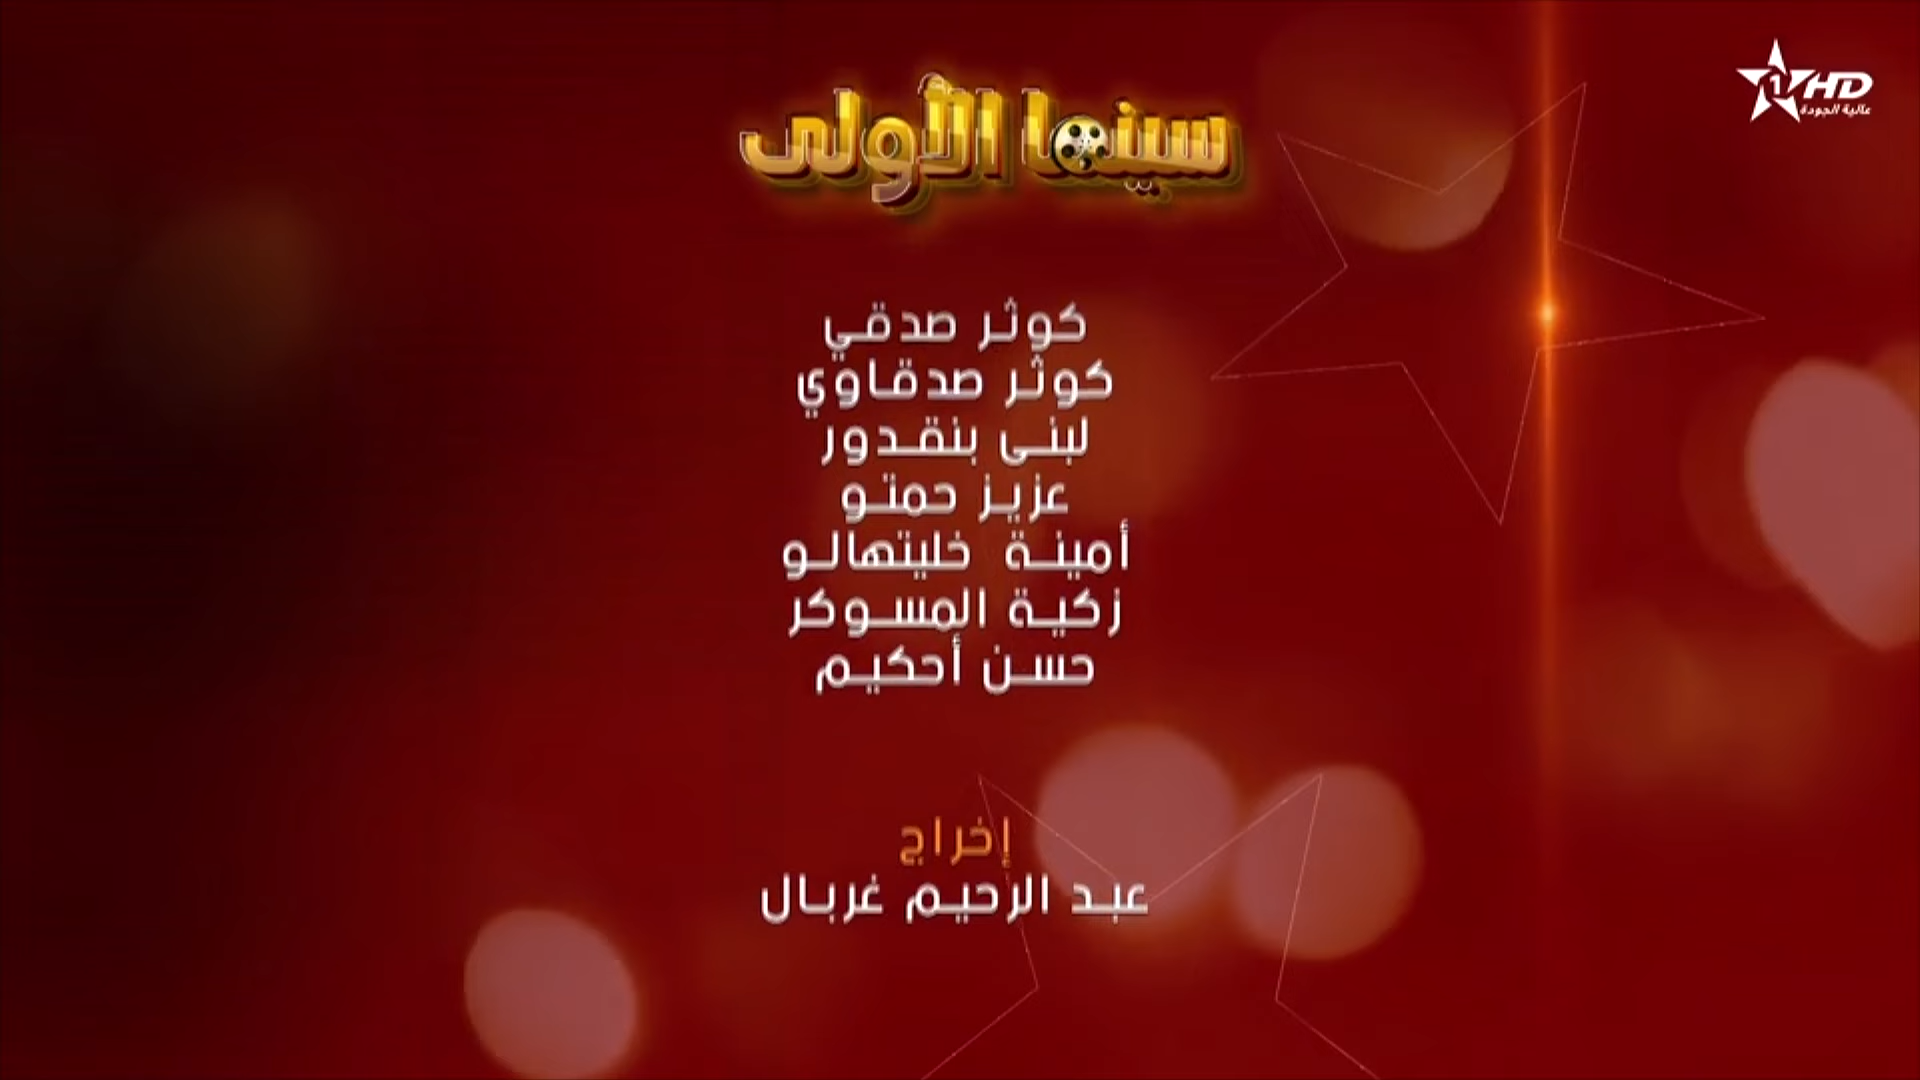 سينما الأولى
1 HD
عالية الجودة
كوثر صدقي
كوثر صدقاوي
لبنى بنقدور
عزيز حمتو
أمينة خليتهالو
زكية المسوكر
حسن أحكيم
إخراج
عبد الرحيم غربال